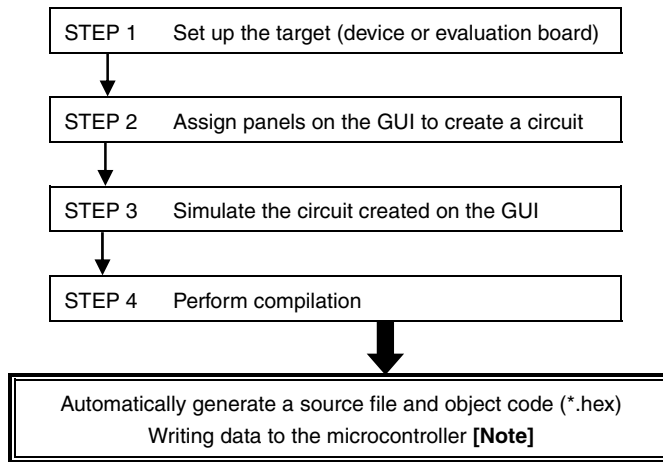 STEP 1 Set up the target (device or evaluation board)
STEP 2 Assign panels on the GUI to create a circuit
STEP 3 Simulate the circuit created on the GUI
STEP 4 Perform compilation
Automatically generate a source file and object code (*.hex)
Writing data to the microcontroller [Note]